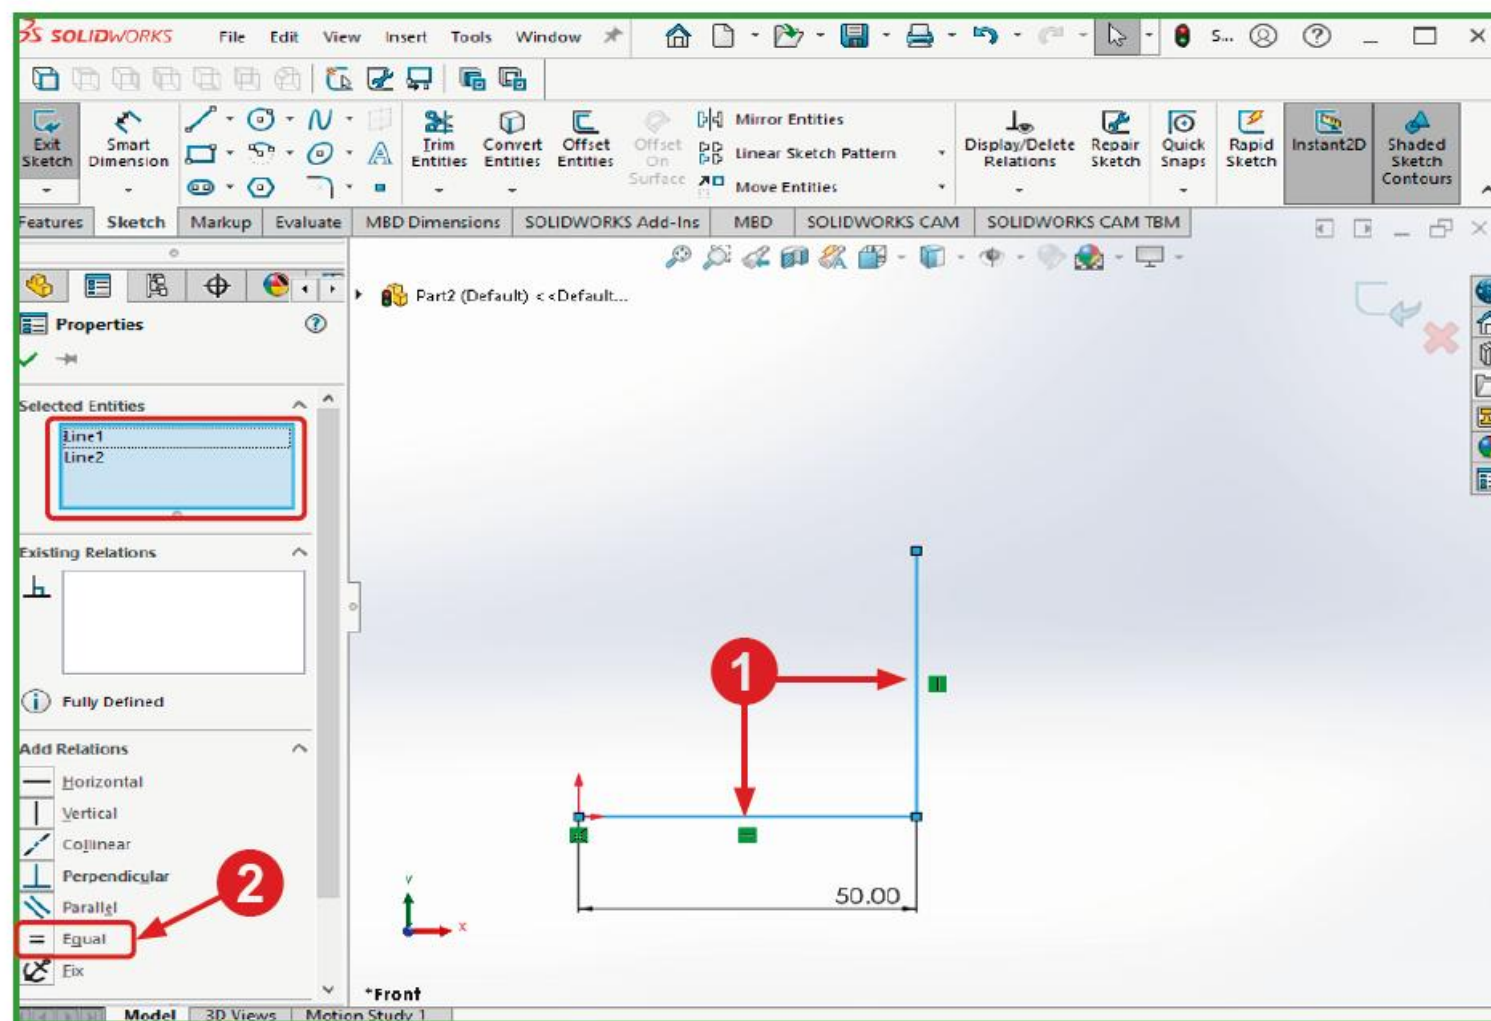 SOLIDWORKS File Edit View Insert Tools Window S...
Exit Sketch
Smart Dimension
Trim Entities
Convert Entities
Offset Entities
Offset On Surface
Mirror Entities
Linear Sketch Pattern
Move Entities
Display/Delete Relations
Repair Sketch
Quick Snaps
Rapid Sketch
Instant2D
Shaded Sketch Contours
Features Sketch Markup Evaluate MBD Dimensions SOLIDWORKS Add-Ins MBD SOLIDWORKS CAM SOLIDWORKS CAM TBM
Part2 (Default) <<Default...
Properties
Selected Entities
Line1
Line2
Existing Relations
Fully Defined
Add Relations
Horizontal
Vertical
Collinear
Perpendicular
Parallel
Equal
Fix
1
2
50.00
Y
X
*Front
Model 3D Views Motion Study 1